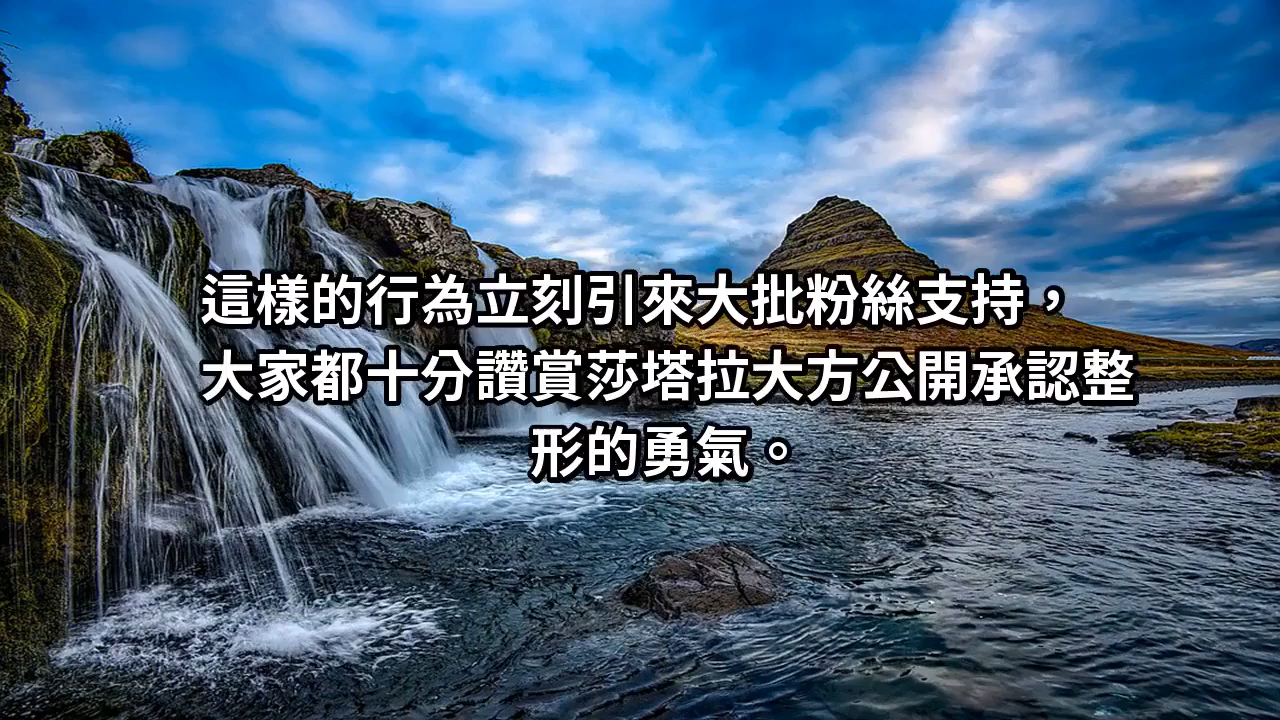 這樣的行為立刻引來大批粉絲支持，
大家都十分讚賞莎塔拉大方公開承認整
形的勇氣。